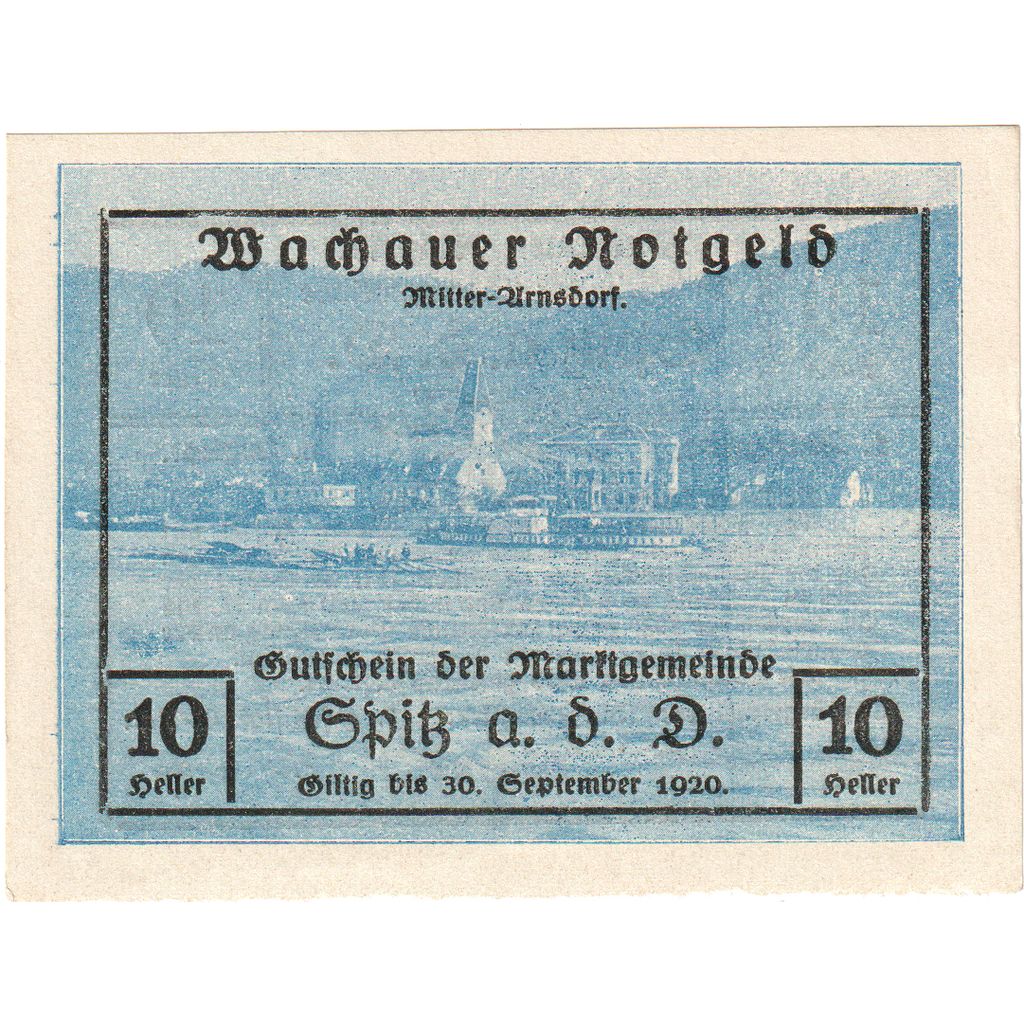 Wachauer Notgeld
Mitter-Arnsdorf.
Gutschein der Marktgemeinde
Spitz a. d. D.
Giltig bis 30. September 1920.
10
Heller
10
Heller